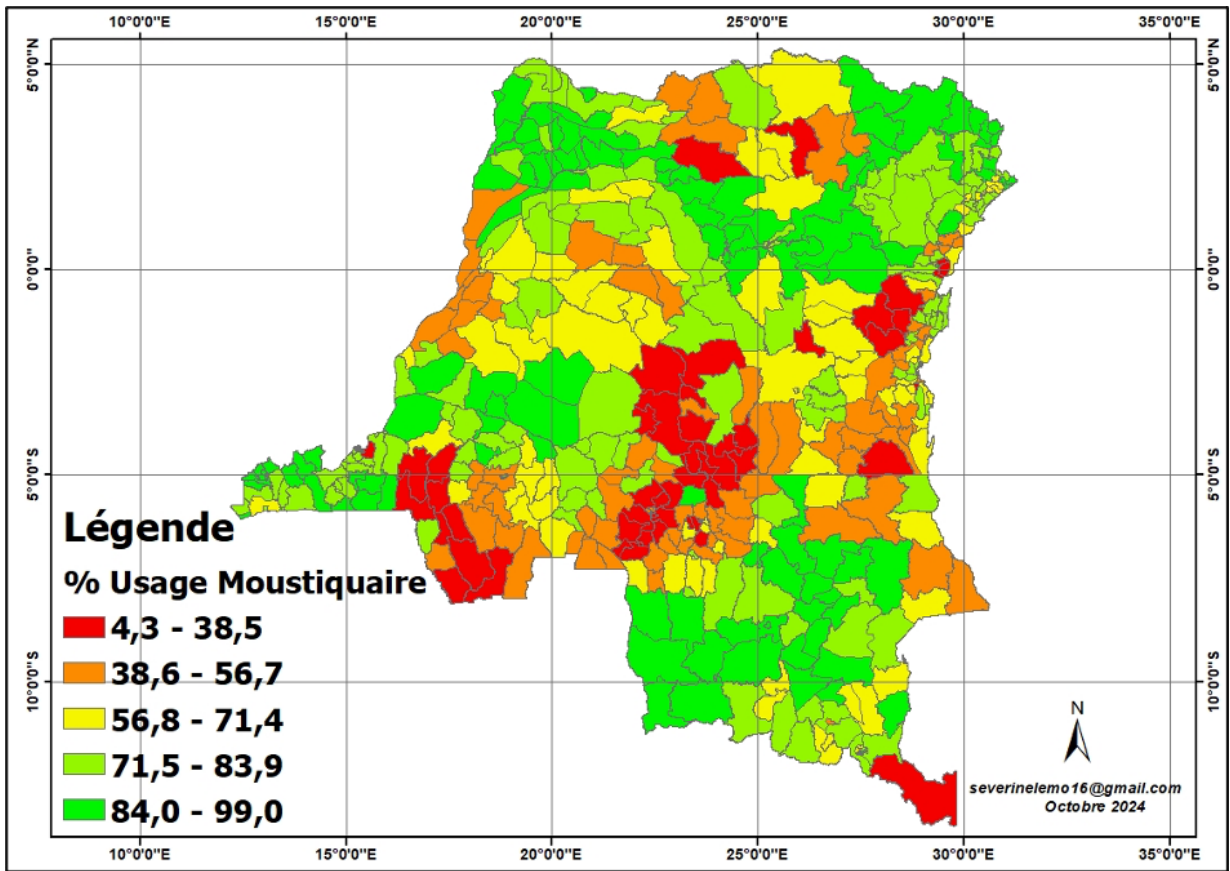 10°0'0"E 15°0'0"E 20°0'0"E 25°0'0"E 30°0'0"E 35°0'0"E
5°0'0"N 5°0'0"N
0°0'0" 0°0'0"
5°0'0"S 5°0'0"S
10°0'0"S 10°0'0"S
Légende
% Usage Moustiquaire
4,3 - 38,5
38,6 - 56,7
56,8 - 71,4
71,5 - 83,9
84,0 - 99,0
N
severinelemo16@gmail.com
Octobre 2024
10°0'0"E 15°0'0"E 20°0'0"E 25°0'0"E 30°0'0"E 35°0'0"E